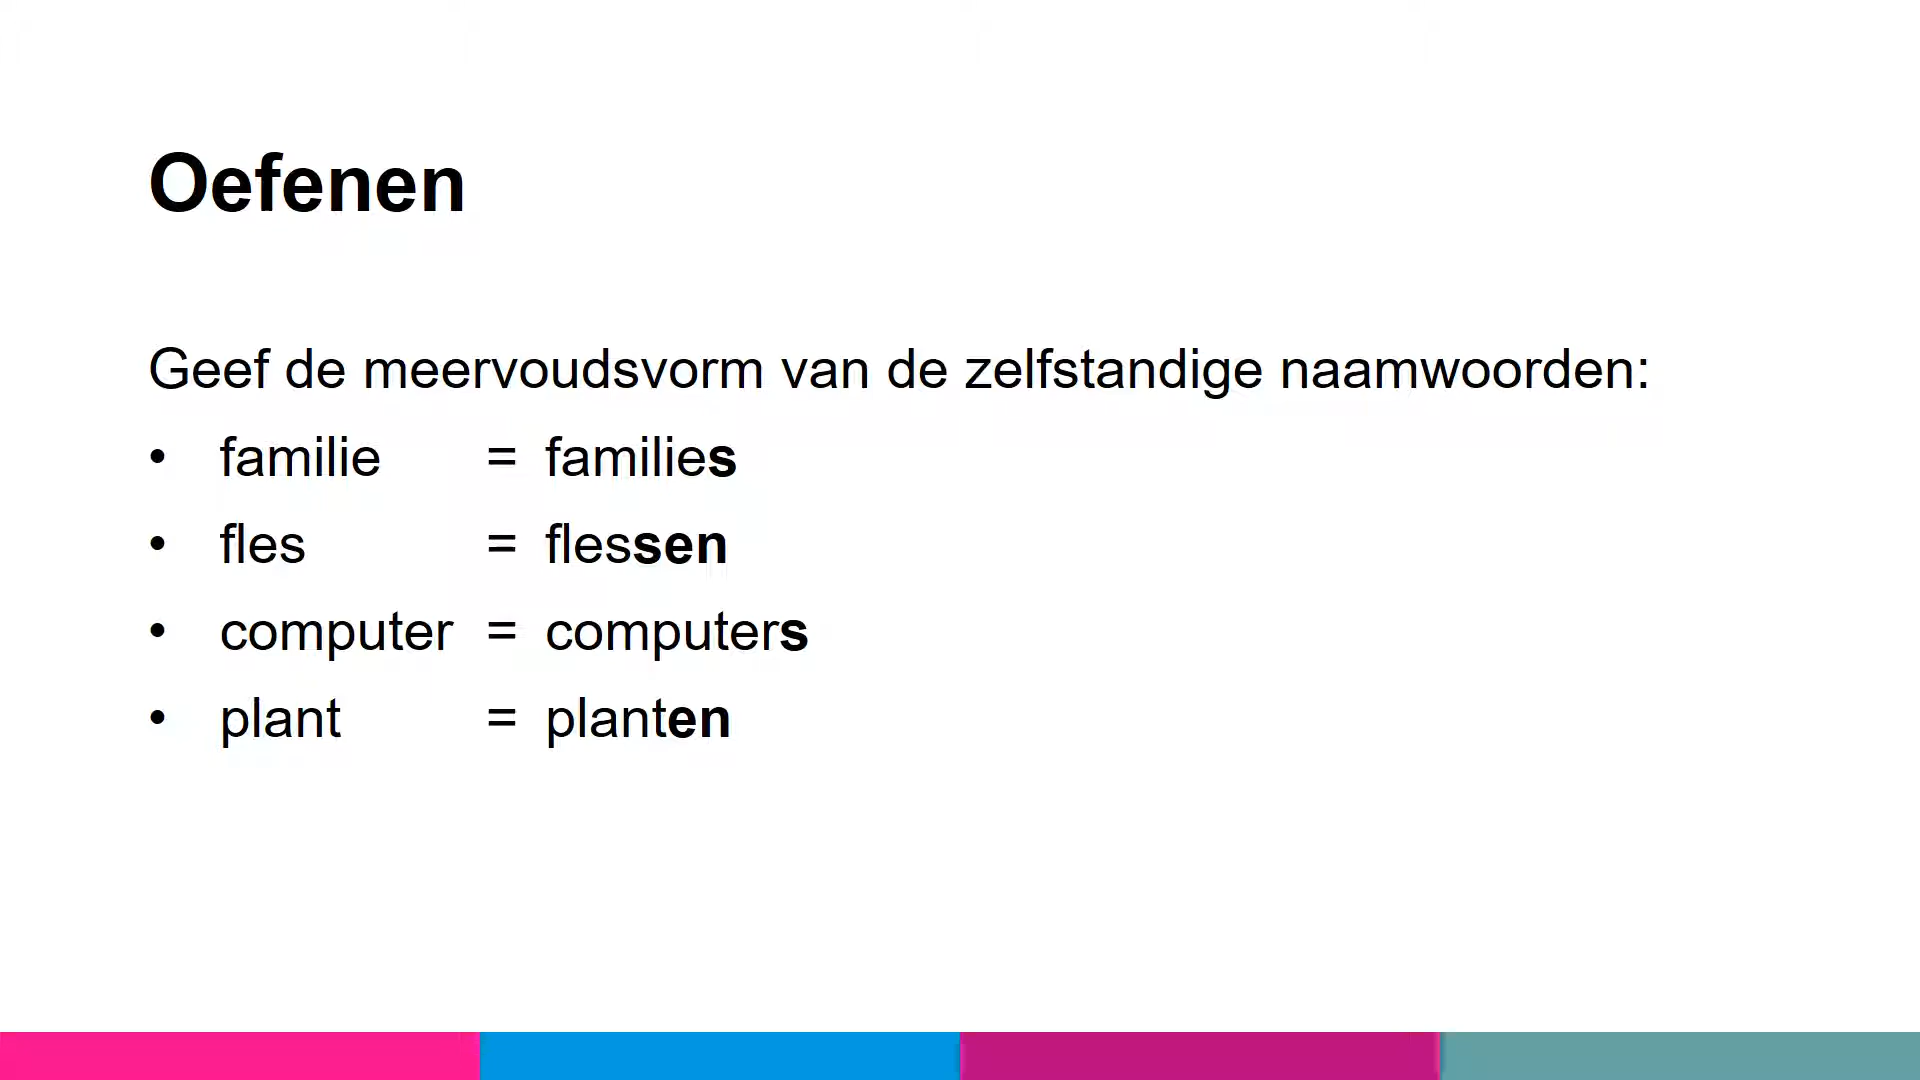 Oefenen
Geef de meervoudsvorm van de zelfstandige naamwoorden:
• familie = families
• fles = flessen
• computer = computers
• plant = planten